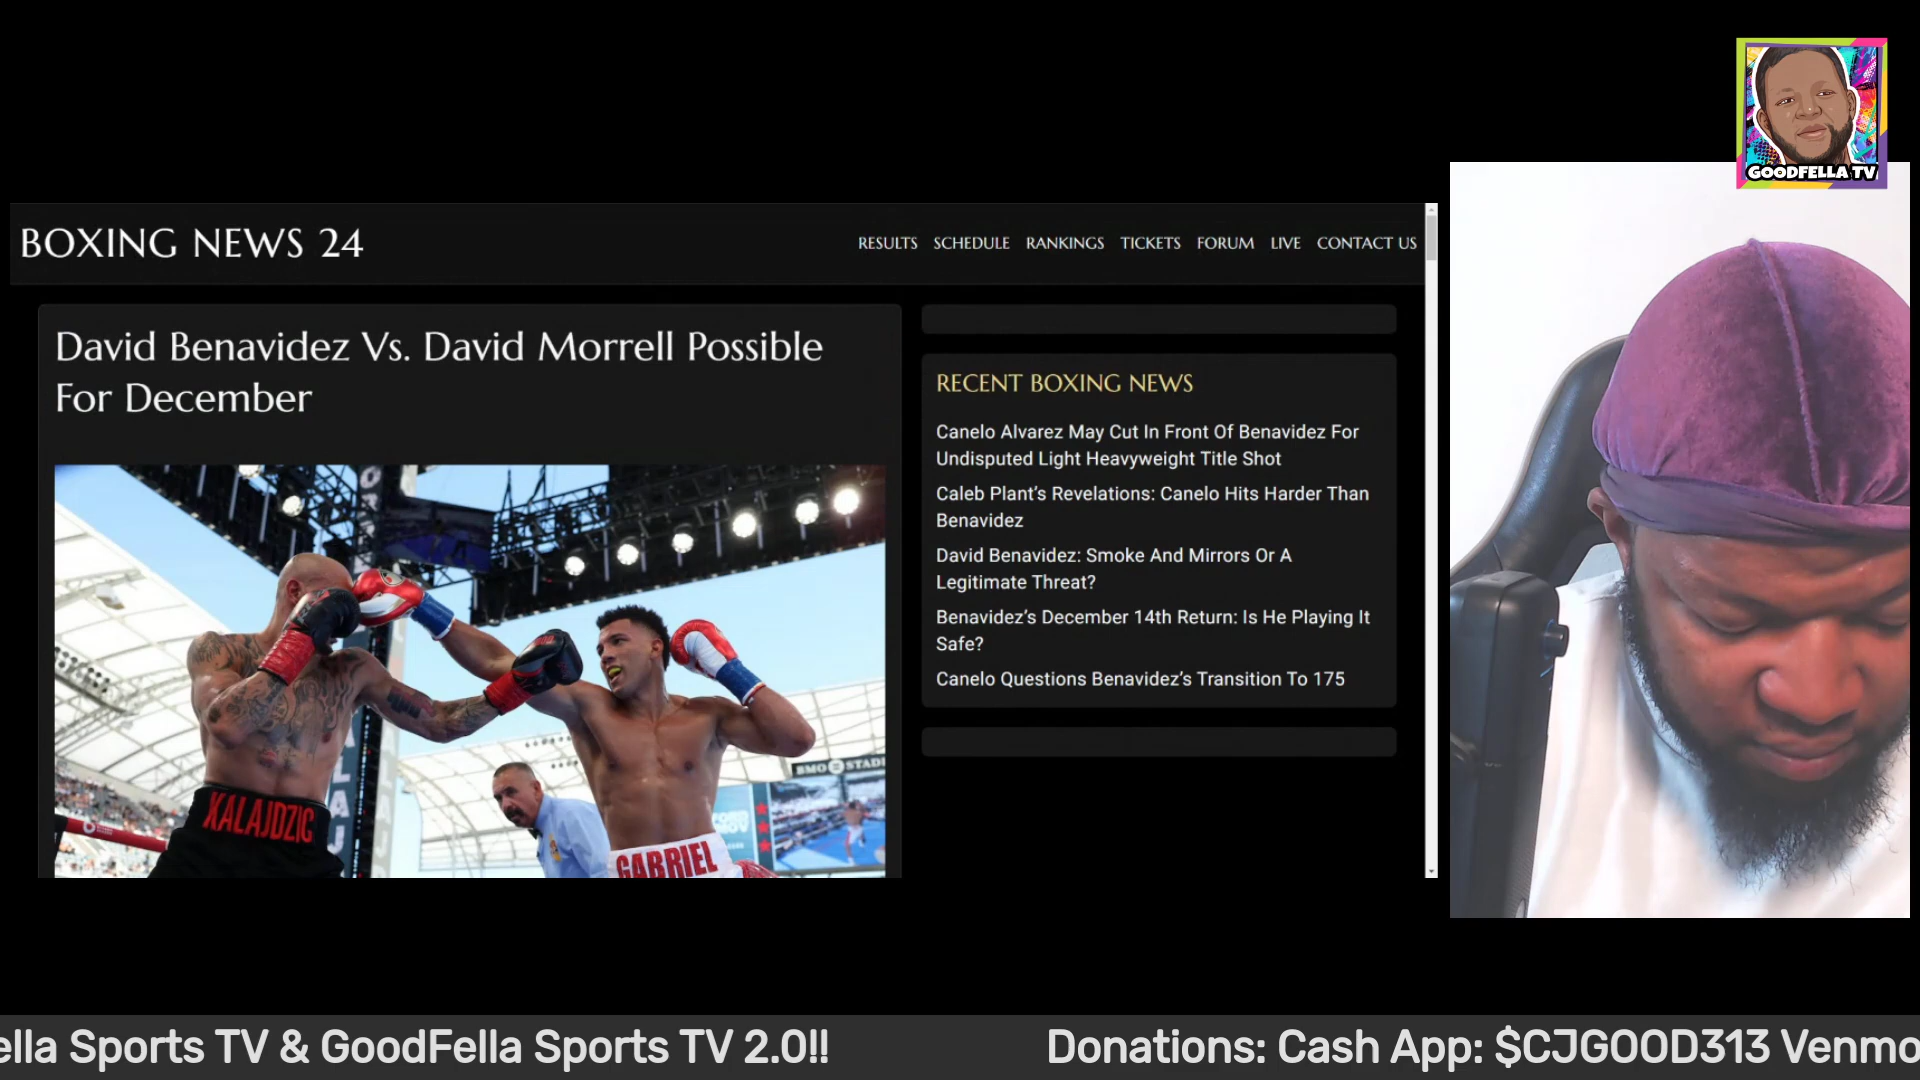 GOODFELLA TV
BOXING NEWS 24
RESULTS SCHEDULE RANKINGS TICKETS FORUM LIVE CONTACT US
David Benavidez Vs. David Morrell Possible
For December
RECENT BOXING NEWS
Canelo Alvarez May Cut In Front Of Benavidez For
Undisputed Light Heavyweight Title Shot
Caleb Plant's Revelations: Canelo Hits Harder Than
Benavidez
David Benavidez: Smoke And Mirrors Or A
Legitimate Threat?
Benavidez's December 14th Return: Is He Playing It
Safe?
Canelo Questions Benavidez's Transition To 175
BMO STADI
KALAJDZIC
GABRIEL
ella Sports TV & GoodFella Sports TV 2.0!! Donations: Cash App: $CJGOOD313 Venmo